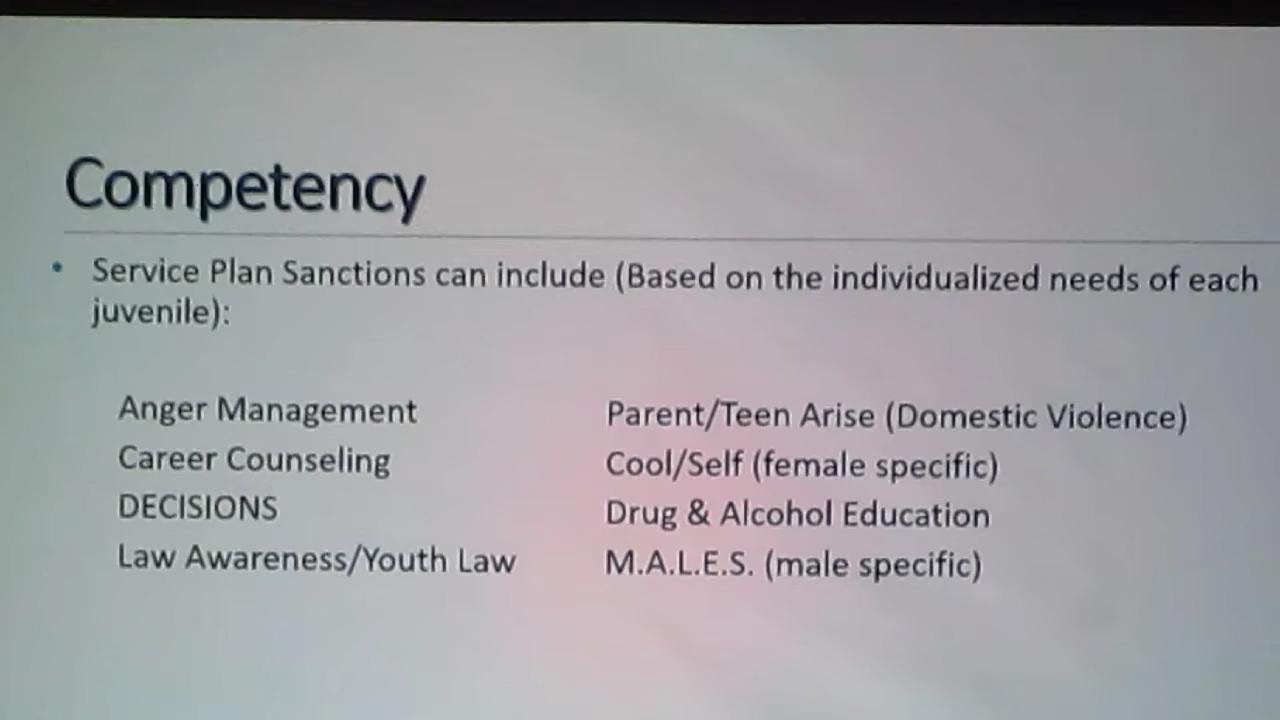 Competency
• Service Plan Sanctions can include (Based on the individualized needs of each
juvenile):
Anger Management
Career Counseling
DECISIONS
Law Awareness/Youth Law
Parent/Teen Arise (Domestic Violence)
Cool/Self (female specific)
Drug & Alcohol Education
M.A.L.E.S. (male specific)